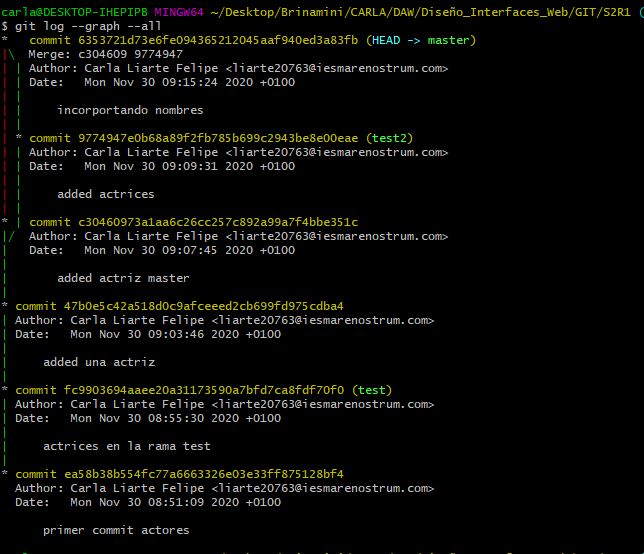 carla@DESKTOP-IHEPIPB MINGW64 ~/Desktop/Brinamini/CARLA/DAW/Diseño_Interfaces_Web/GIT/S2R1 (
$ git log --graph --all
*   commit 6353721d73e6fe094365212045aaf940ed3a83fb (HEAD -> master)
|\  Merge: c304609 9774947
| | Author: Carla Liarte Felipe <liarte20763@iesmarenostrum.com>
| | Date:   Mon Nov 30 09:15:24 2020 +0100
| |
| |     incorportando nombres
| |
| * commit 9774947e0b68a89f2fb785b699c2943be8e00eae (test2)
| | Author: Carla Liarte Felipe <liarte20763@iesmarenostrum.com>
| | Date:   Mon Nov 30 09:09:31 2020 +0100
| |
| |     added actrices
| |
* | commit c30460973a1aa6c26cc257c892a99a7f4bbe351c
|/  Author: Carla Liarte Felipe <liarte20763@iesmarenostrum.com>
|   Date:   Mon Nov 30 09:07:45 2020 +0100
|
|       added actriz master
|
* commit 47b0e5c42a518d0c9afceeed2cb699fd975cdba4
| Author: Carla Liarte Felipe <liarte20763@iesmarenostrum.com>
| Date:   Mon Nov 30 09:03:46 2020 +0100
|
|     added una actriz
|
* commit fc9903694aaee20a31173590a7bfd7ca8fdf70f0 (test)
| Author: Carla Liarte Felipe <liarte20763@iesmarenostrum.com>
| Date:   Mon Nov 30 08:55:30 2020 +0100
|
|     actrices en la rama test
|
* commit ea58b38b554fc77a6663326e03e33ff875128bf4
  Author: Carla Liarte Felipe <liarte20763@iesmarenostrum.com>
  Date:   Mon Nov 30 08:51:09 2020 +0100

      primer commit actores